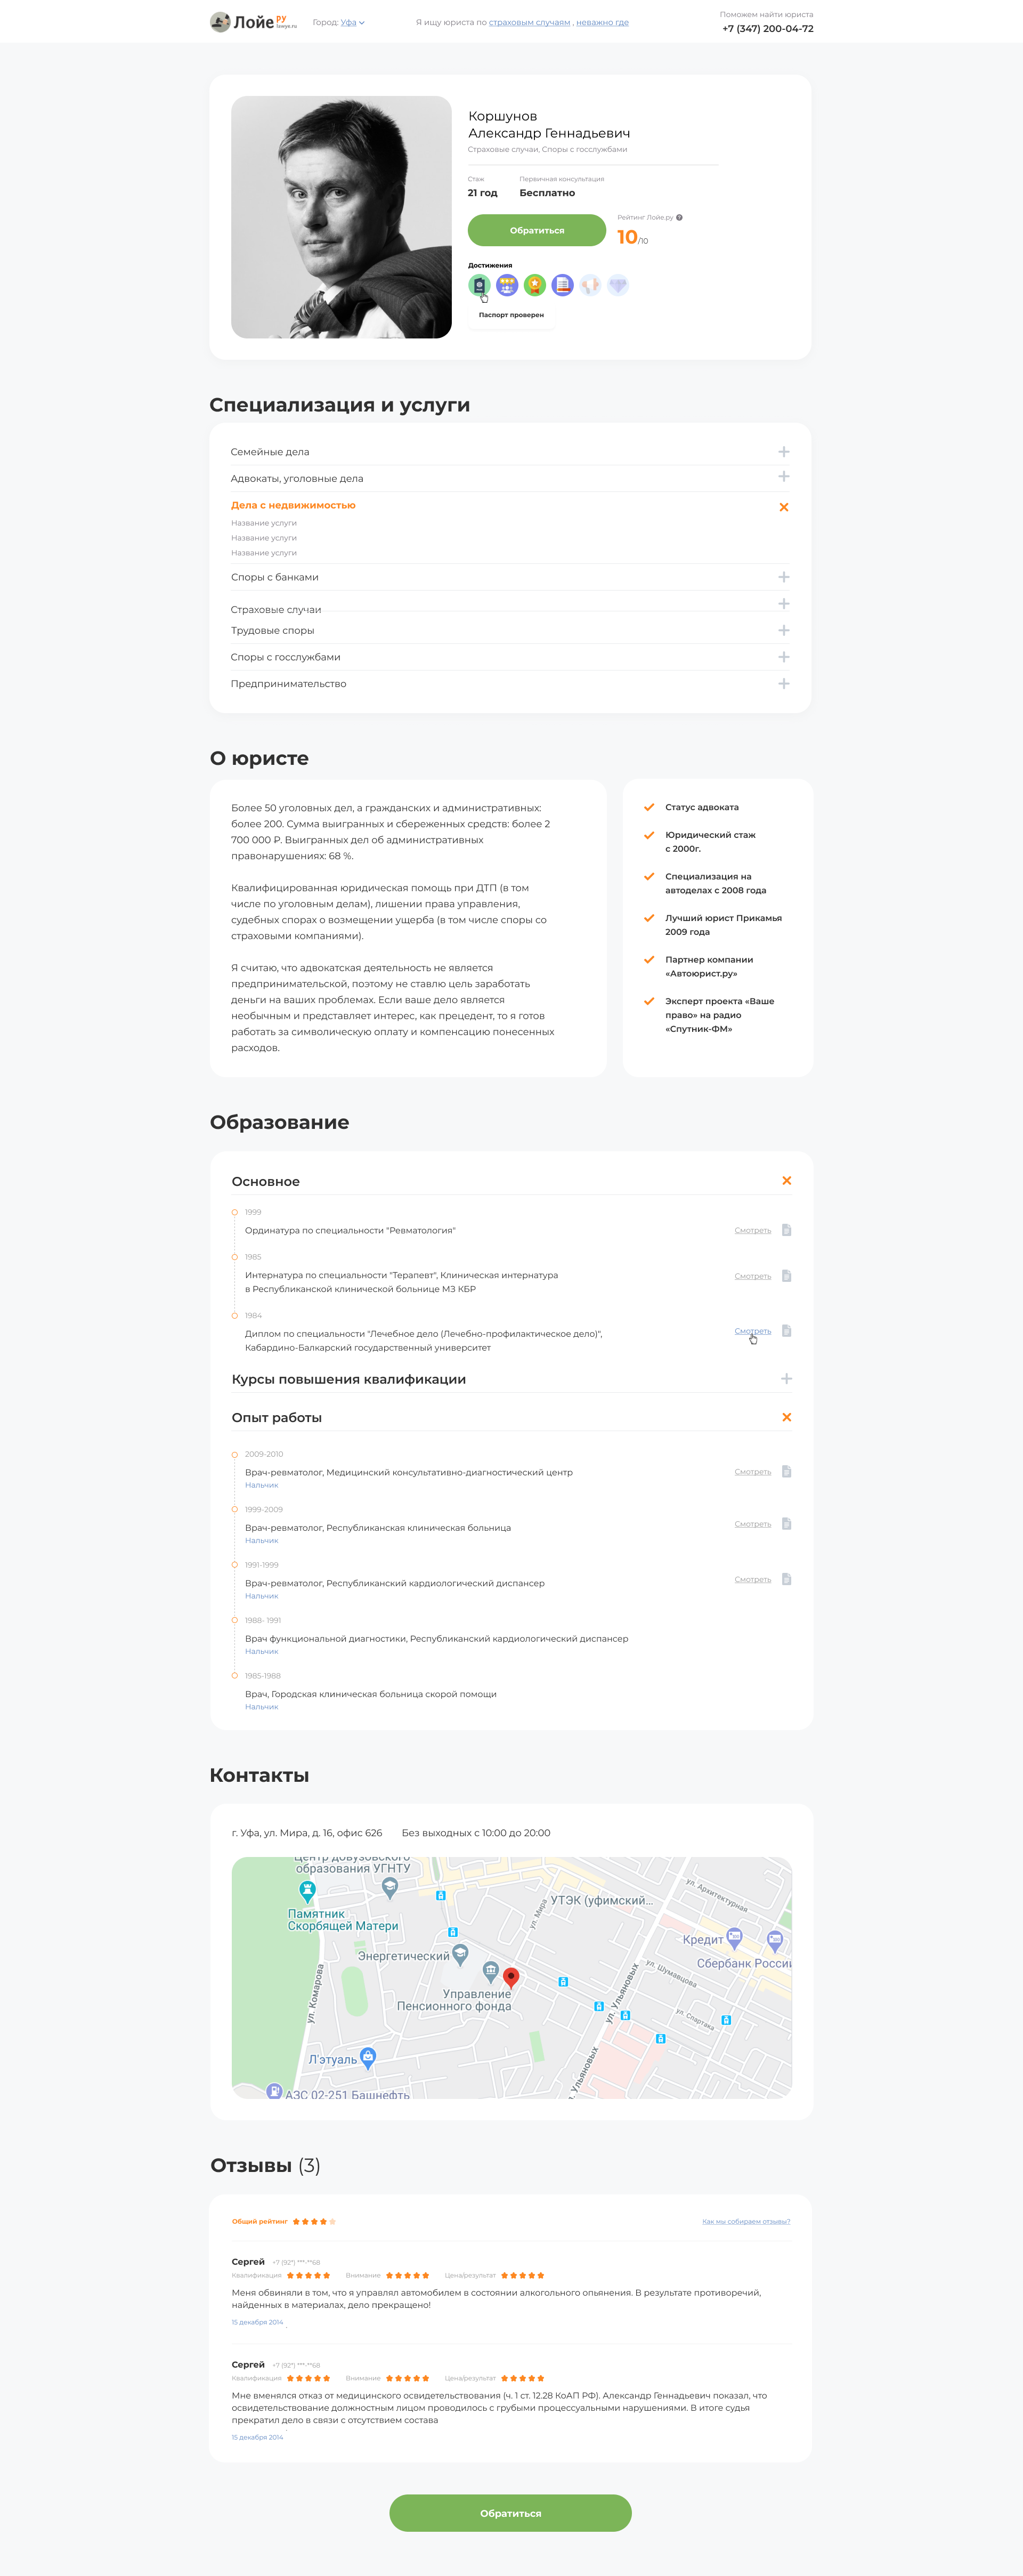 Лойе ру
lawye.ru
Город: Уфа
Я ищу юриста по страховым случаям , неважно где
Поможем найти юриста
+7 (347) 200-04-72
Коршунов
Александр Геннадьевич
Страховые случаи, Споры с госслужбами
Стаж
Первичная консультация
21 год
Бесплатно
Обратиться
Рейтинг Лойе.ру ?
10/10
Достижения
Паспорт проверен
Специализация и услуги
Семейные дела
Адвокаты, уголовные дела
Дела с недвижимостью
Название услуги
Название услуги
Название услуги
Споры с банками
Страховые случаи
Трудовые споры
Споры с госслужбами
Предпринимательство
О юристе
Более 50 уголовных дел, а гражданских и административных:
более 200. Сумма выигранных и сбереженных средств: более 2
700 000 Р. Выигранных дел об административных
правонарушениях: 68 %.
Квалифицированная юридическая помощь при ДТП (в том
числе по уголовным делам), лишении права управления,
судебных спорах о возмещении ущерба (в том числе споры со
страховыми компаниями).
Я считаю, что адвокатская деятельность не является
предпринимательской, поэтому не ставлю цель заработать
деньги на ваших проблемах. Если ваше дело является
необычным и представляет интерес, как прецедент, то я готов
работать за символическую оплату и компенсацию понесенных
расходов.
Статус адвоката
Юридический стаж
с 2000г.
Специализация на
автоделах с 2008 года
Лучший юрист Прикамья
2009 года
Партнер компании
«Автоюрист.ру»
Эксперт проекта «Ваше
право» на радио
«Спутник-ФМ»
Образование
Основное
1999
Ординатура по специальности "Ревматология"
Смотреть
1985
Интернатура по специальности "Терапевт", Клиническая интернатура
в Республиканской клинической больнице МЗ КБР
Смотреть
1984
Диплом по специальности "Лечебное дело (Лечебно-профилактическое дело)",
Кабардино-Балкарский государственный университет
Смотреть
Курсы повышения квалификации
Опыт работы
2009-2010
Врач-ревматолог, Медицинский консультативно-диагностический центр
Нальчик
Смотреть
1999-2009
Врач-ревматолог, Республиканская клиническая больница
Нальчик
Смотреть
1991-1999
Врач-ревматолог, Республиканский кардиологический диспансер
Нальчик
Смотреть
1988- 1991
Врач функциональной диагностики, Республиканский кардиологический диспансер
Нальчик
1985-1988
Врач, Городская клиническая больница скорой помощи
Нальчик
Контакты
г. Уфа, ул. Мира, д. 16, офис 626
Без выходных с 10:00 до 20:00
Центр довузовского
образования УГНТУ
Памятник
Скорбящей Матери
УТЭК (уфимский...
ул. Архитектурная
ул. Мира
Кредит
Сбербанк России
Энергетический
Управление
Пенсионного фонда
ул. Шумавцова
ул. Комарова
ул. Ульяновых
ул. Спартака
Л'этуаль
ул. Ульяновых
АЗС 02-251 Башнефть
Отзывы (3)
Общий рейтинг
Как мы собираем отзывы?
Сергей +7 (92*) ***-**68
Квалификация
Внимание
Цена/результат
Меня обвиняли в том, что я управлял автомобилем в состоянии алкогольного опьянения. В результате противоречий,
найденных в материалах, дело прекращено!
15 декабря 2014
Сергей +7 (92*) ***-**68
Квалификация
Внимание
Цена/результат
Мне вменялся отказ от медицинского освидетельствования (ч. 1 ст. 12.28 КоАП РФ). Александр Геннадьевич показал, что
освидетельствование должностным лицом проводилось с грубыми процессуальными нарушениями. В итоге судья
прекратил дело в связи с отсутствием состава
15 декабря 2014
Обратиться